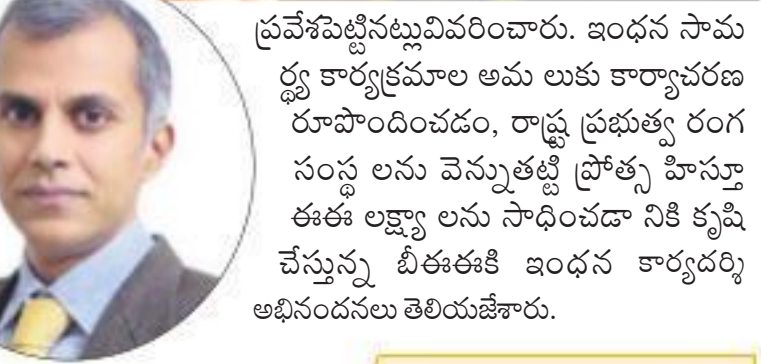 ప్రవేశపెట్టినట్లువివరించారు. ఇంధన సామ
ర్థ్య కార్యక్రమాల అమ లుకు కార్యాచరణ
రూపొందించడం, రాష్ట్ర ప్రభుత్వ రంగ
సంస్థ లను వెన్నుతట్టి ప్రోత్స హిస్తూ
ఈఈ లక్ష్యా లను సాధించడా నికి కృషి
చేస్తున్న బీఈఈకి ఇంధన కార్యదర్శి
అభినందనలు తెలియజేశారు.